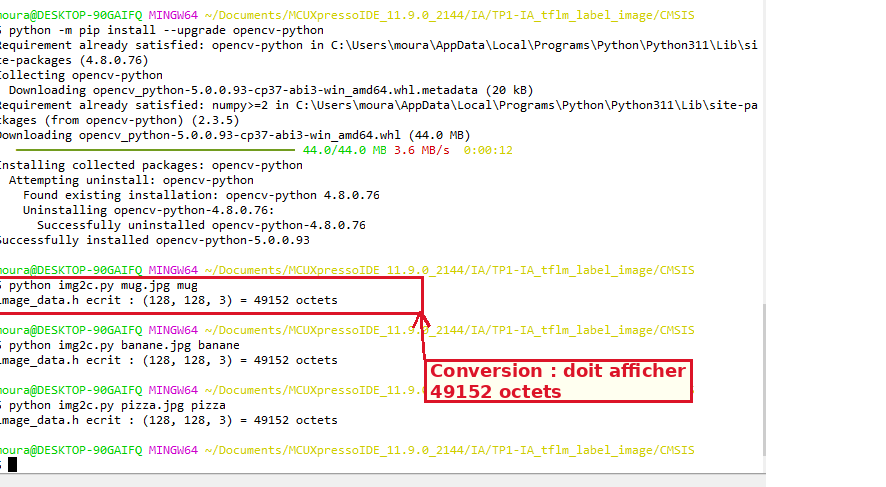 moura@DESKTOP-90GAIFQ MINGW64 ~/Documents/MCUXpressoIDE_11.9.0_2144/IA/TP1-IA_tflm_label_image/CMSIS
$ python -m pip install --upgrade opencv-python
Requirement already satisfied: opencv-python in C:\Users\moura\AppData\Local\Programs\Python\Python311\Lib\si
te-packages (4.8.0.76)
Collecting opencv-python
Downloading opencv_python-5.0.0.93-cp37-abi3-win_amd64.whl.metadata (20 kB)
Requirement already satisfied: numpy>=2 in C:\Users\moura\AppData\Local\Programs\Python\Python311\Lib\site-pa
ckages (from opencv-python) (2.3.5)
Downloading opencv_python-5.0.0.93-cp37-abi3-win_amd64.whl (44.0 MB)
44.0/44.0 MB 3.6 MB/s 0:00:12
Installing collected packages: opencv-python
Attempting uninstall: opencv-python
Found existing installation: opencv-python 4.8.0.76
Uninstalling opencv-python-4.8.0.76:
Successfully uninstalled opencv-python-4.8.0.76
Successfully installed opencv-python-5.0.0.93
moura@DESKTOP-90GAIFQ MINGW64 ~/Documents/MCUXpressoIDE_11.9.0_2144/IA/TP1-IA_tflm_label_image/CMSIS
$ python img2c.py mug.jpg mug
image_data.h ecrit : (128, 128, 3) = 49152 octets
moura@DESKTOP-90GAIFQ MINGW64 ~/Documents/MCUXpressoIDE_11.9.0_2144/IA/TP1-IA_tflm_label_image/CMSIS
$ python img2c.py banane.jpg banane
image_data.h ecrit : (128, 128, 3) = 49152 octets
Conversion : doit afficher
49152 octets
moura@DESKTOP-90GAIFQ MINGW64 ~/Documents/MCUXpressoIDE_11.9
$ python img2c.py pizza.jpg pizza
image_data.h ecrit : (128, 128, 3) = 49152 octets
moura@DESKTOP-90GAIFQ MINGW64 ~/Documents/MCUXpressoIDE_11.9.0_2144/IA/TP1-IA_tflm_label_image/CMSIS
$